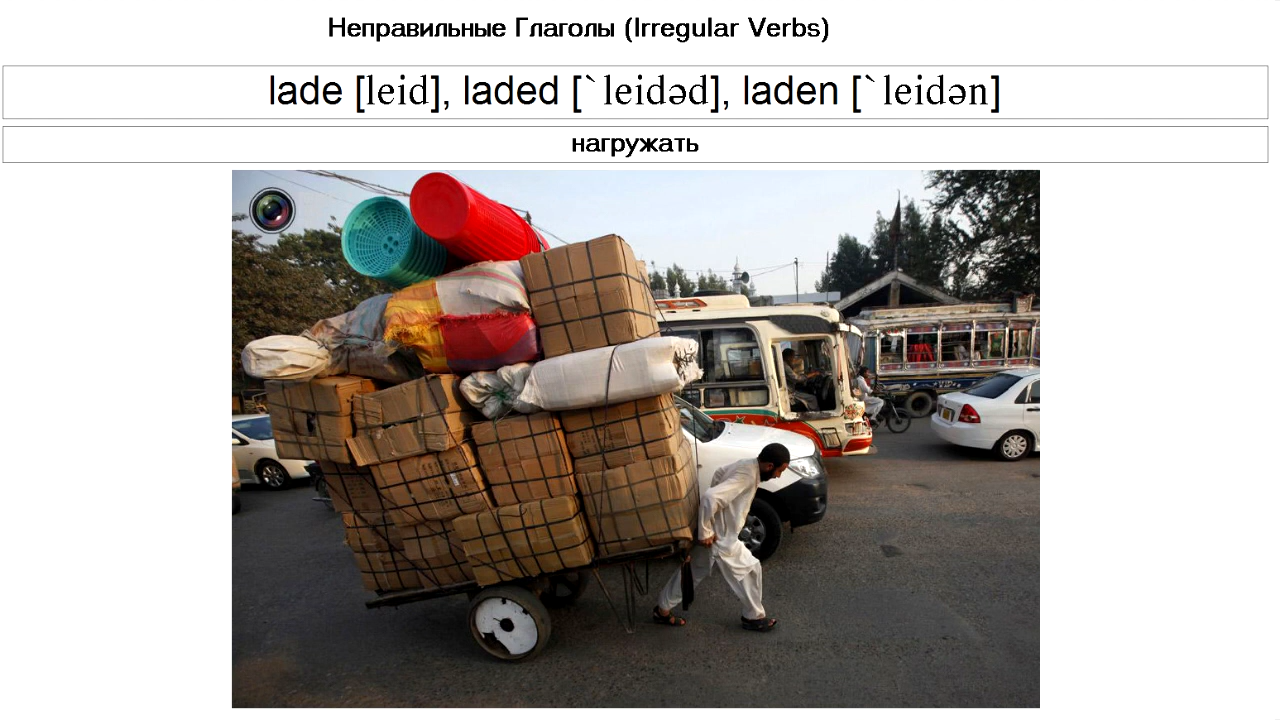 Неправильные Глаголы (Irregular Verbs)
lade [leid], laded [`leidəd], laden [`leidən]
нагружать